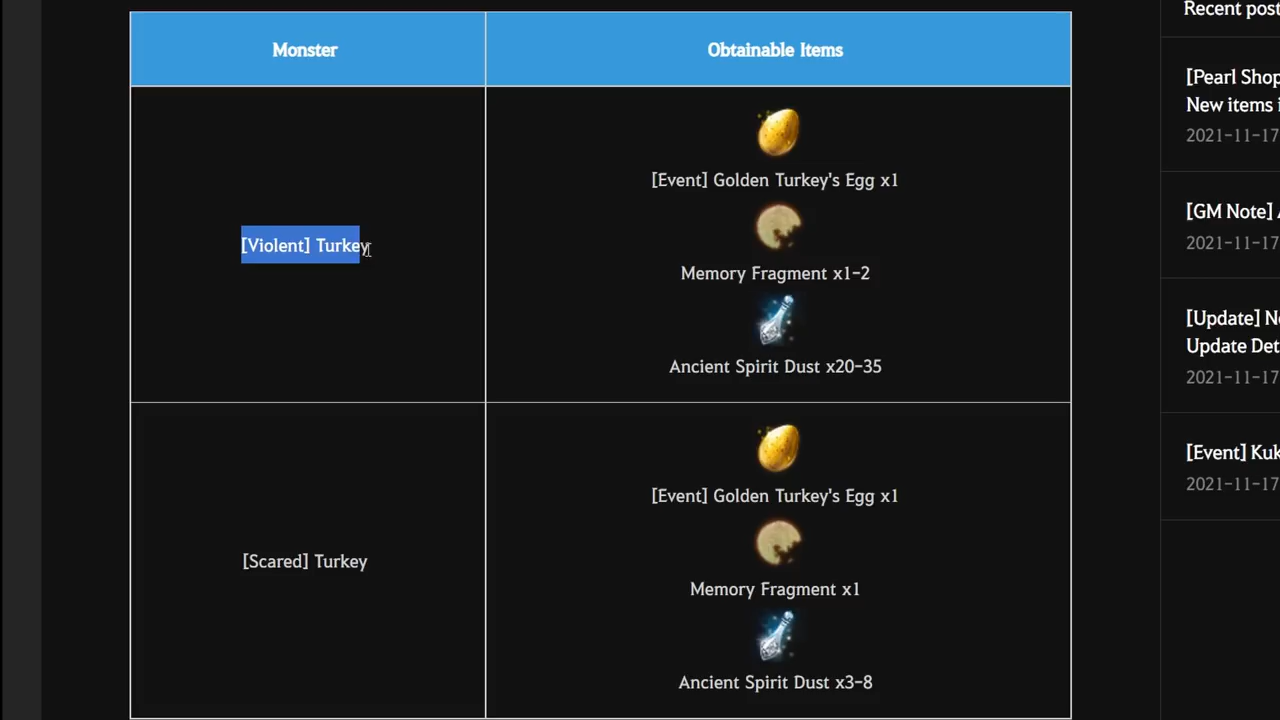 Monster
Obtainable Items
[Event] Golden Turkey's Egg x1
Memory Fragment x1-2
[Violent] Turkey
Ancient Spirit Dust x20-35
[Event] Golden Turkey's Egg x1
Memory Fragment x1
[Scared] Turkey
Ancient Spirit Dust x3-8
Recent post
[Pearl Shop
New items i
2021-11-17
[GM Note]
2021-11-17
[Update] N
Update Det
2021-11-17
[Event] Kuk
2021-11-17